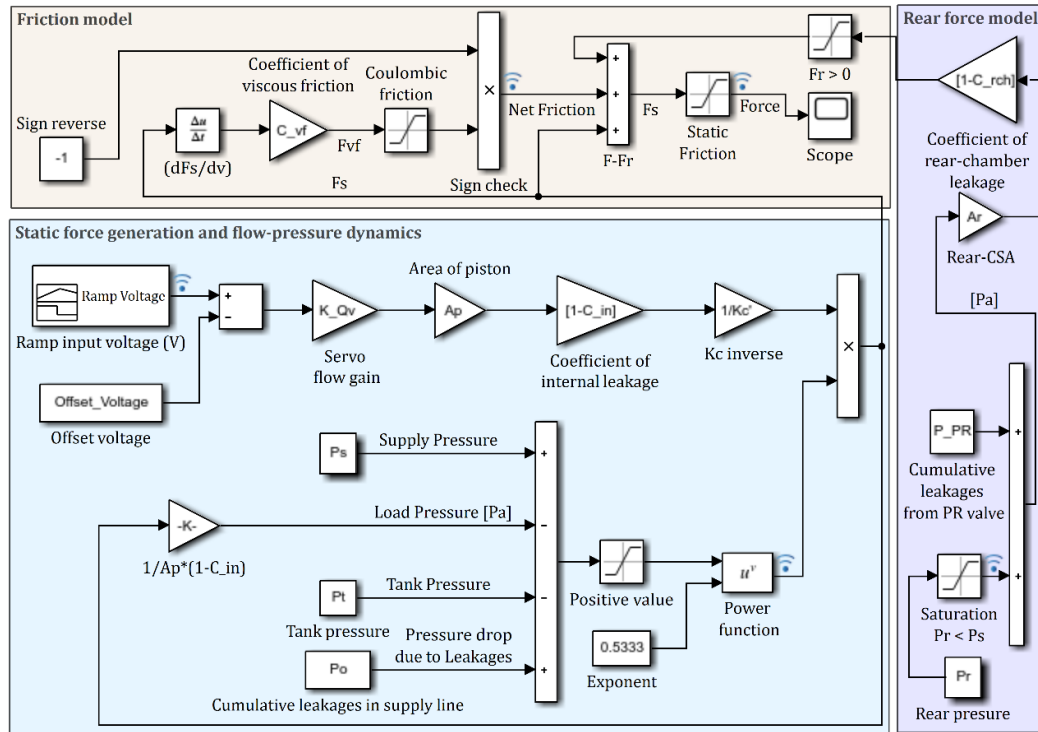 Friction model
Sign reverse
-1
Δu
Δt
(dFs/dv)
Coefficient of
viscous friction
C_vf
Fvf
Fs
Coulombic
friction
×
Sign check
Net Friction
+
+
+
F-Fr
Fs
Static
Friction
Force
Scope
Fr > 0
Rear force model
[1-C_rch]
Coefficient of
rear-chamber
leakage
Ar
Rear-CSA
[Pa]
P_PR
+
Cumulative
leakages
from PR valve
+
Saturation
Pr < Ps
Pr
Rear presure
Static force generation and flow-pressure dynamics
Ramp Voltage
Ramp input voltage (V)
+
−
Offset_Voltage
Offset voltage
K_Qv
Servo
flow gain
Area of piston
Ap
[1-C_in]
Coefficient of
internal leakage
1/Kc'
Kc inverse
×
Ps
Supply Pressure
+
-K-
1/Ap*(1-C_in)
Load Pressure [Pa]
−
Pt
Tank Pressure
−
Tank pressure
Po
Pressure drop
due to Leakages
+
Cumulative leakages in supply line
Positive value
0.5333
Exponent
u^v
Power
function